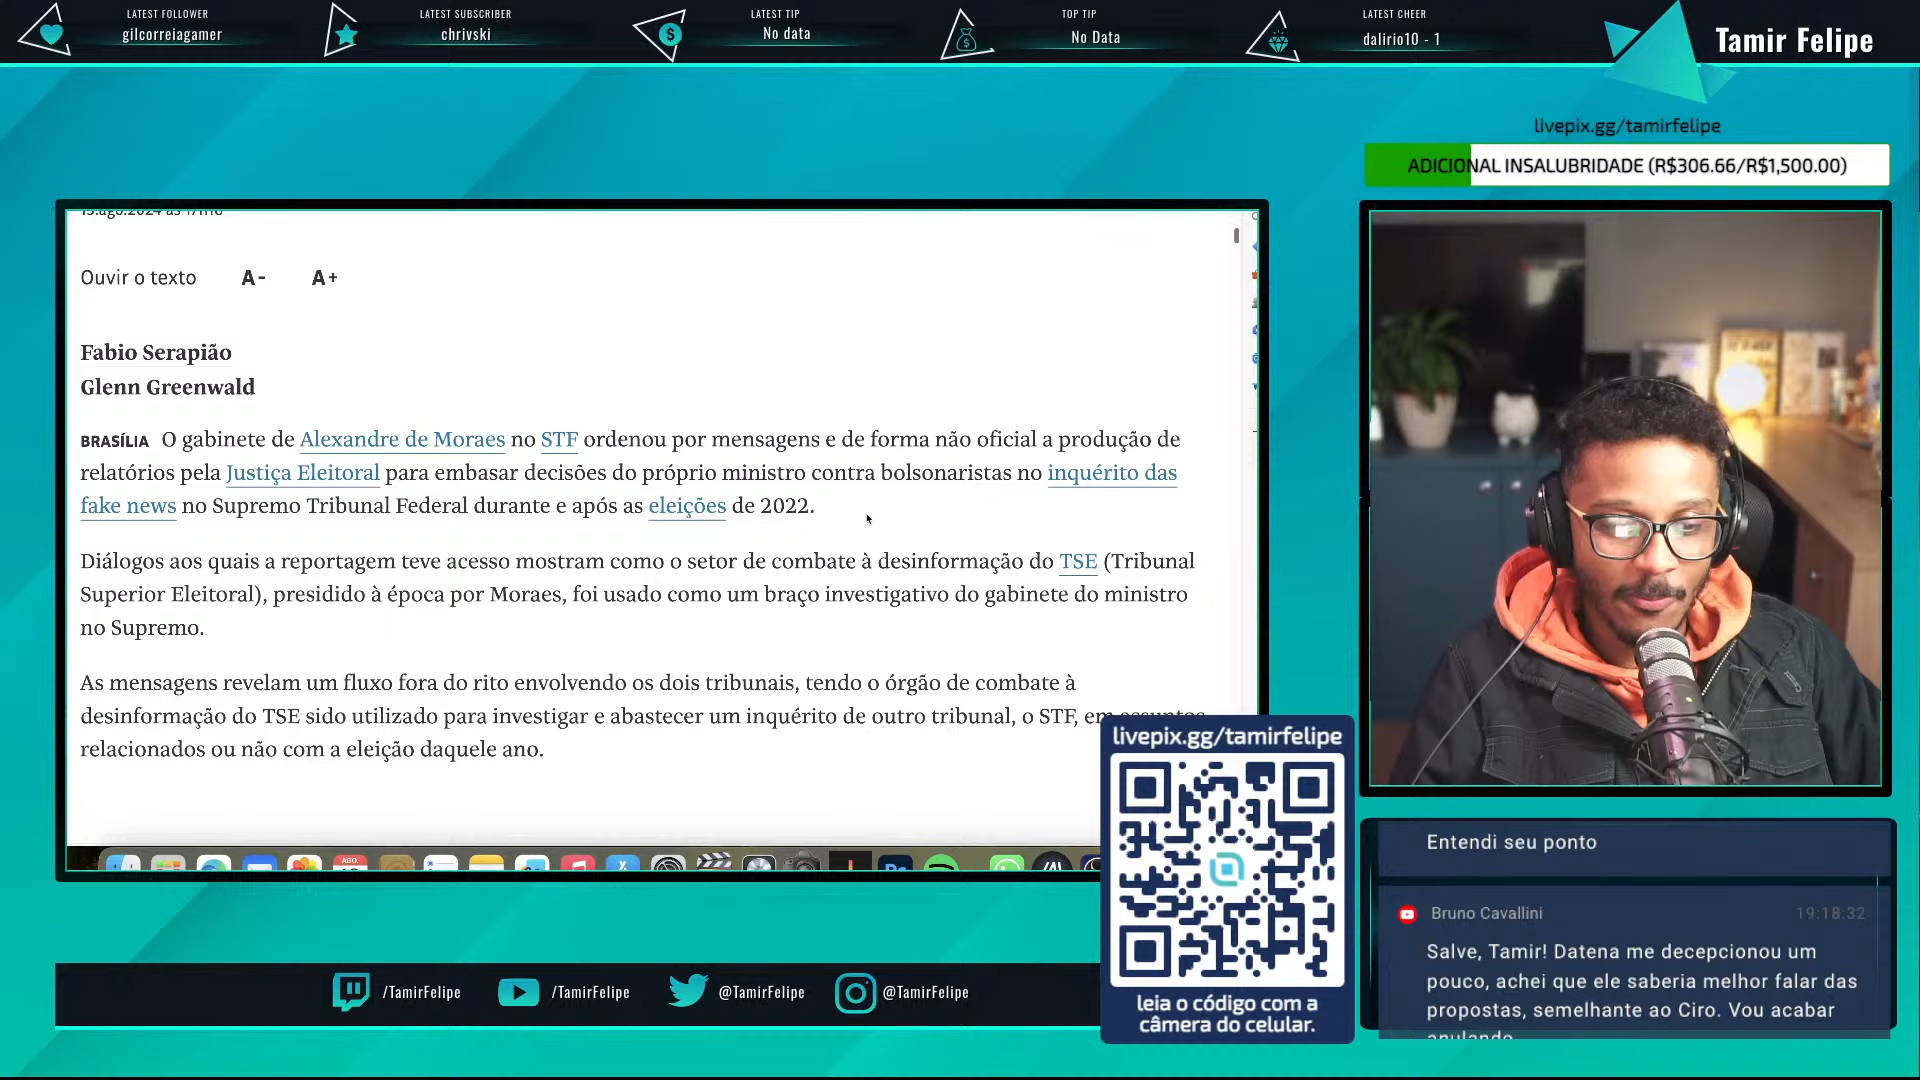 LATEST FOLLOWER
gilcorreiagamer
LATEST SUBSCRIBER
chrivski
LATEST TIP
No data
TOP TIP
No Data
LATEST CHEER
dalirio10 - 1
Tamir Felipe
livepix.gg/tamirfelipe
ADICIONAL INSALUBRIDADE (R$306.66/R$1,500.00)
Ouvir o texto A- A+
Fabio Serapião
Glenn Greenwald
BRASÍLIA O gabinete de Alexandre de Moraes no STF ordenou por mensagens e de forma não oficial a produção de
relatórios pela Justiça Eleitoral para embasar decisões do próprio ministro contra bolsonaristas no inquérito das
fake news no Supremo Tribunal Federal durante e após as eleições de 2022.
Diálogos aos quais a reportagem teve acesso mostram como o setor de combate à desinformação do TSE (Tribunal
Superior Eleitoral), presidido à época por Moraes, foi usado como um braço investigativo do gabinete do ministro
no Supremo.
As mensagens revelam um fluxo fora do rito envolvendo os dois tribunais, tendo o órgão de combate à
desinformação do TSE sido utilizado para investigar e abastecer um inquérito de outro tribunal, o STF, em assuntos
relacionados ou não com a eleição daquele ano.
AGO.
livepix.gg/tamirfelipe
leia o código com a
câmera do celular.
Entendi seu ponto
Bruno Cavallini 19:18:32
Salve, Tamir! Datena me decepcionou um
pouco, achei que ele saberia melhor falar das
propostas, semelhante ao Ciro. Vou acabar
anulando
/TamirFelipe
/TamirFelipe
@TamirFelipe
@TamirFelipe